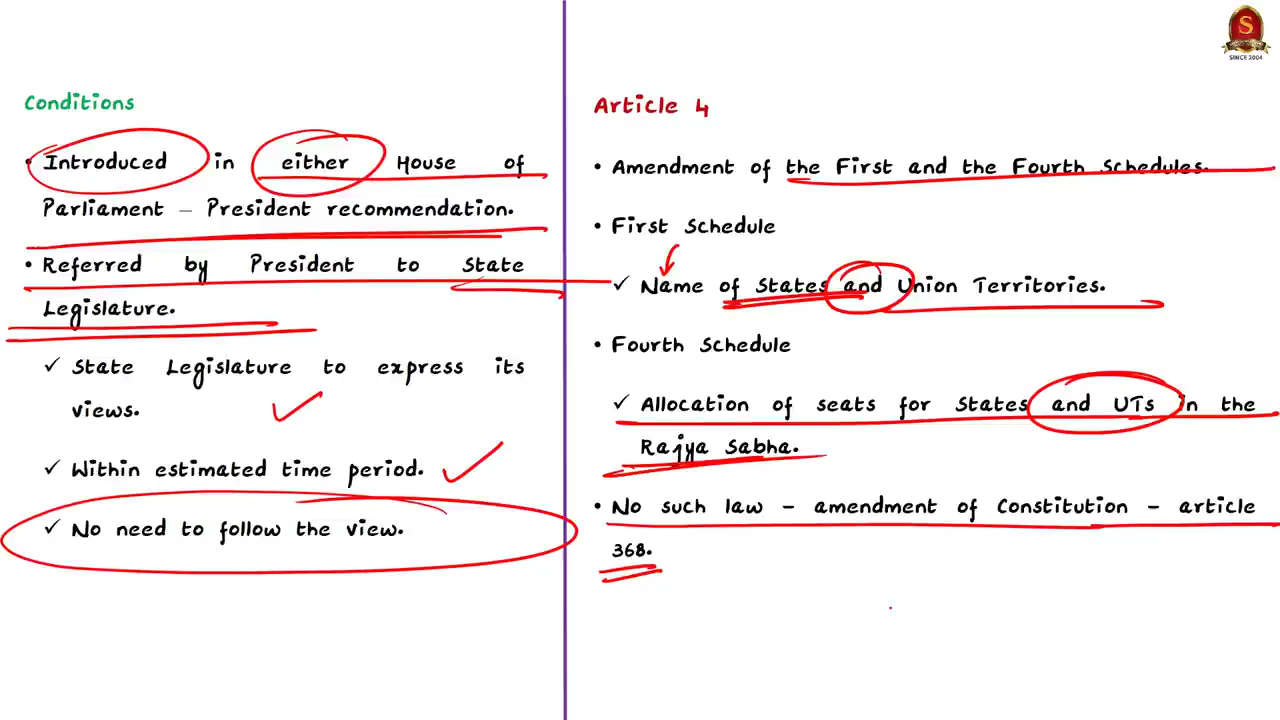 Conditions
• Introduced in either House of
Parliament – President recommendation.
• Referred by President to State
Legislature.
✓ State Legislature to express its
views.
✓ Within estimated time period.
✓ No need to follow the view.
Article 4
• Amendment of the First and the Fourth Schedules.
• First Schedule
✓ Name of States and Union Territories.
• Fourth Schedule
✓ Allocation of seats for States and UTs in the
Rajya Sabha.
• No such law – amendment of Constitution – article
368.
S
SINCE 2004